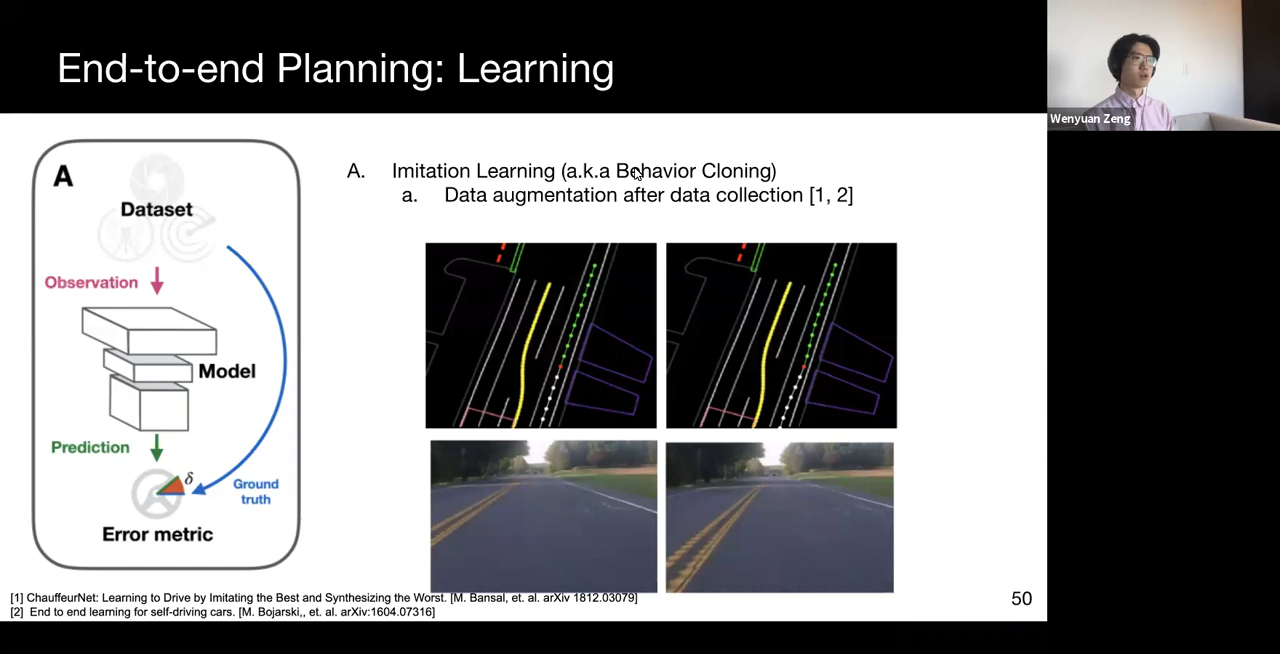 End-to-end Planning: Learning
Wenyuan Zeng
A
Dataset
Observation
Model
Prediction
δ
Ground
truth
Error metric
A. Imitation Learning (a.k.a Behavior Cloning)
a. Data augmentation after data collection [1, 2]
[1] ChauffeurNet: Learning to Drive by Imitating the Best and Synthesizing the Worst. [M. Bansal, et. al. arXiv 1812.03079]
[2] End to end learning for self-driving cars. [M. Bojarski,, et. al. arXiv:1604.07316]
50